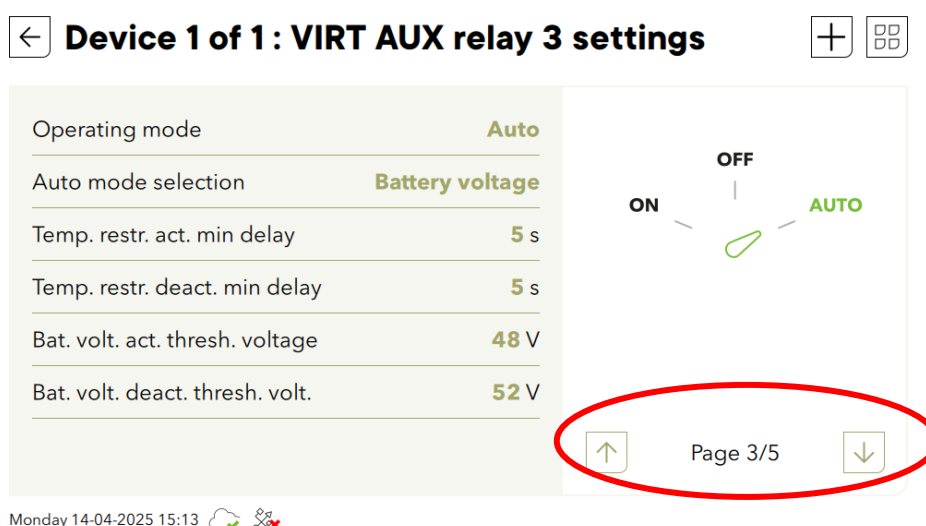 Device 1 of 1 : VIRT AUX relay 3 settings
Operating mode Auto
Auto mode selection Battery voltage
Temp. restr. act. min delay 5 s
Temp. restr. deact. min delay 5 s
Bat. volt. act. thresh. voltage 48 V
Bat. volt. deact. thresh. volt. 52 V
OFF
ON AUTO
Page 3/5
Monday 14-04-2025 15:13